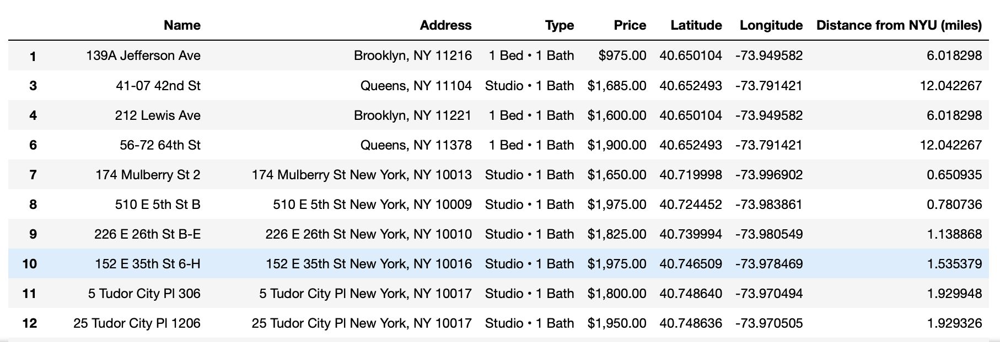 Name Address Type Price Latitude Longitude Distance from NYU (miles)
1 139A Jefferson Ave Brooklyn, NY 11216 1 Bed • 1 Bath $975.00 40.650104 -73.949582 6.018298
3 41-07 42nd St Queens, NY 11104 Studio • 1 Bath $1,685.00 40.652493 -73.791421 12.042267
4 212 Lewis Ave Brooklyn, NY 11221 1 Bed • 1 Bath $1,600.00 40.650104 -73.949582 6.018298
6 56-72 64th St Queens, NY 11378 1 Bed • 1 Bath $1,900.00 40.652493 -73.791421 12.042267
7 174 Mulberry St 2 174 Mulberry St New York, NY 10013 Studio • 1 Bath $1,650.00 40.719998 -73.996902 0.650935
8 510 E 5th St B 510 E 5th St New York, NY 10009 Studio • 1 Bath $1,975.00 40.724452 -73.983861 0.780736
9 226 E 26th St B-E 226 E 26th St New York, NY 10010 Studio • 1 Bath $1,825.00 40.739994 -73.980549 1.138868
10 152 E 35th St 6-H 152 E 35th St New York, NY 10016 Studio • 1 Bath $1,975.00 40.746509 -73.978469 1.535379
11 5 Tudor City Pl 306 5 Tudor City Pl New York, NY 10017 Studio • 1 Bath $1,800.00 40.748640 -73.970494 1.929948
12 25 Tudor City Pl 1206 25 Tudor City Pl New York, NY 10017 Studio • 1 Bath $1,950.00 40.748636 -73.970505 1.929326